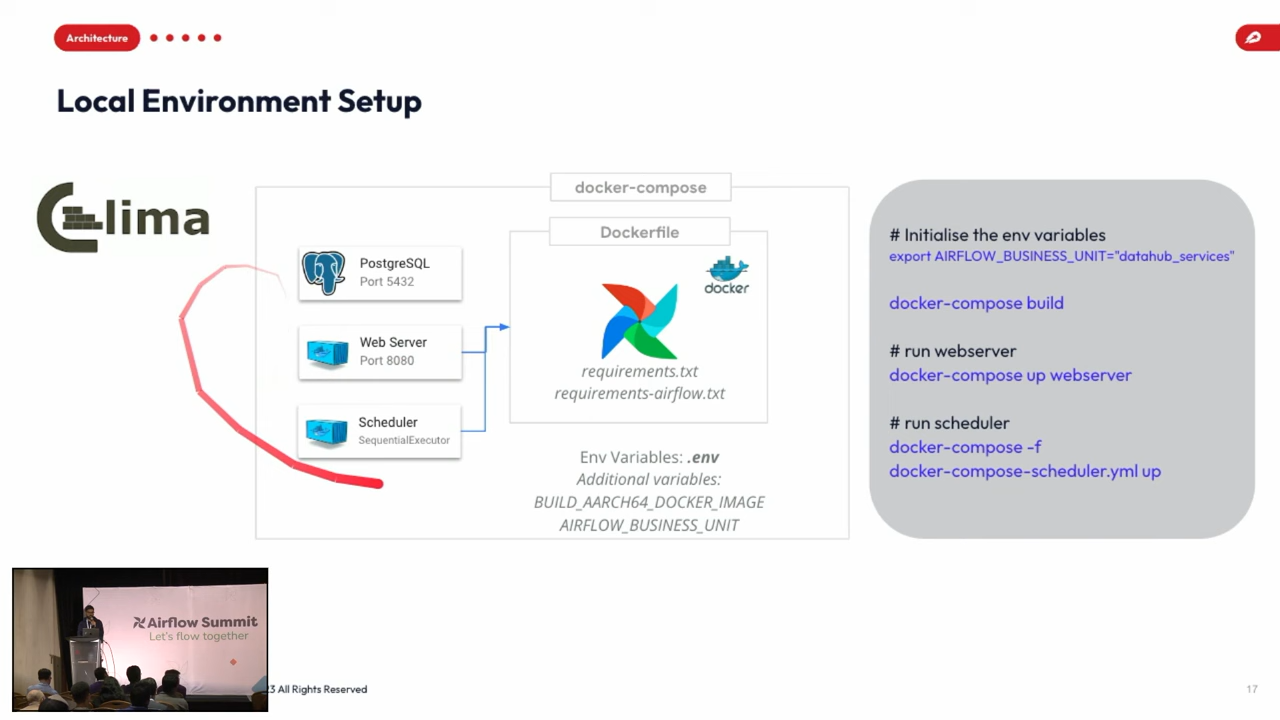 Architecture
Local Environment Setup
Clima
docker-compose
Dockerfile
docker
PostgreSQL
Port 5432
Web Server
Port 8080
Scheduler
SequentialExecutor
requirements.txt
requirements-airflow.txt
Env Variables: .env
Additional variables:
BUILD_AARCH64_DOCKER_IMAGE
AIRFLOW_BUSINESS_UNIT
# Initialise the env variables
export AIRFLOW_BUSINESS_UNIT="datahub_services"
docker-compose build
# run webserver
docker-compose up webserver
# run scheduler
docker-compose -f
docker-compose-scheduler.yml up
Airflow Summit
Let's flow together
23 All Rights Reserved
17